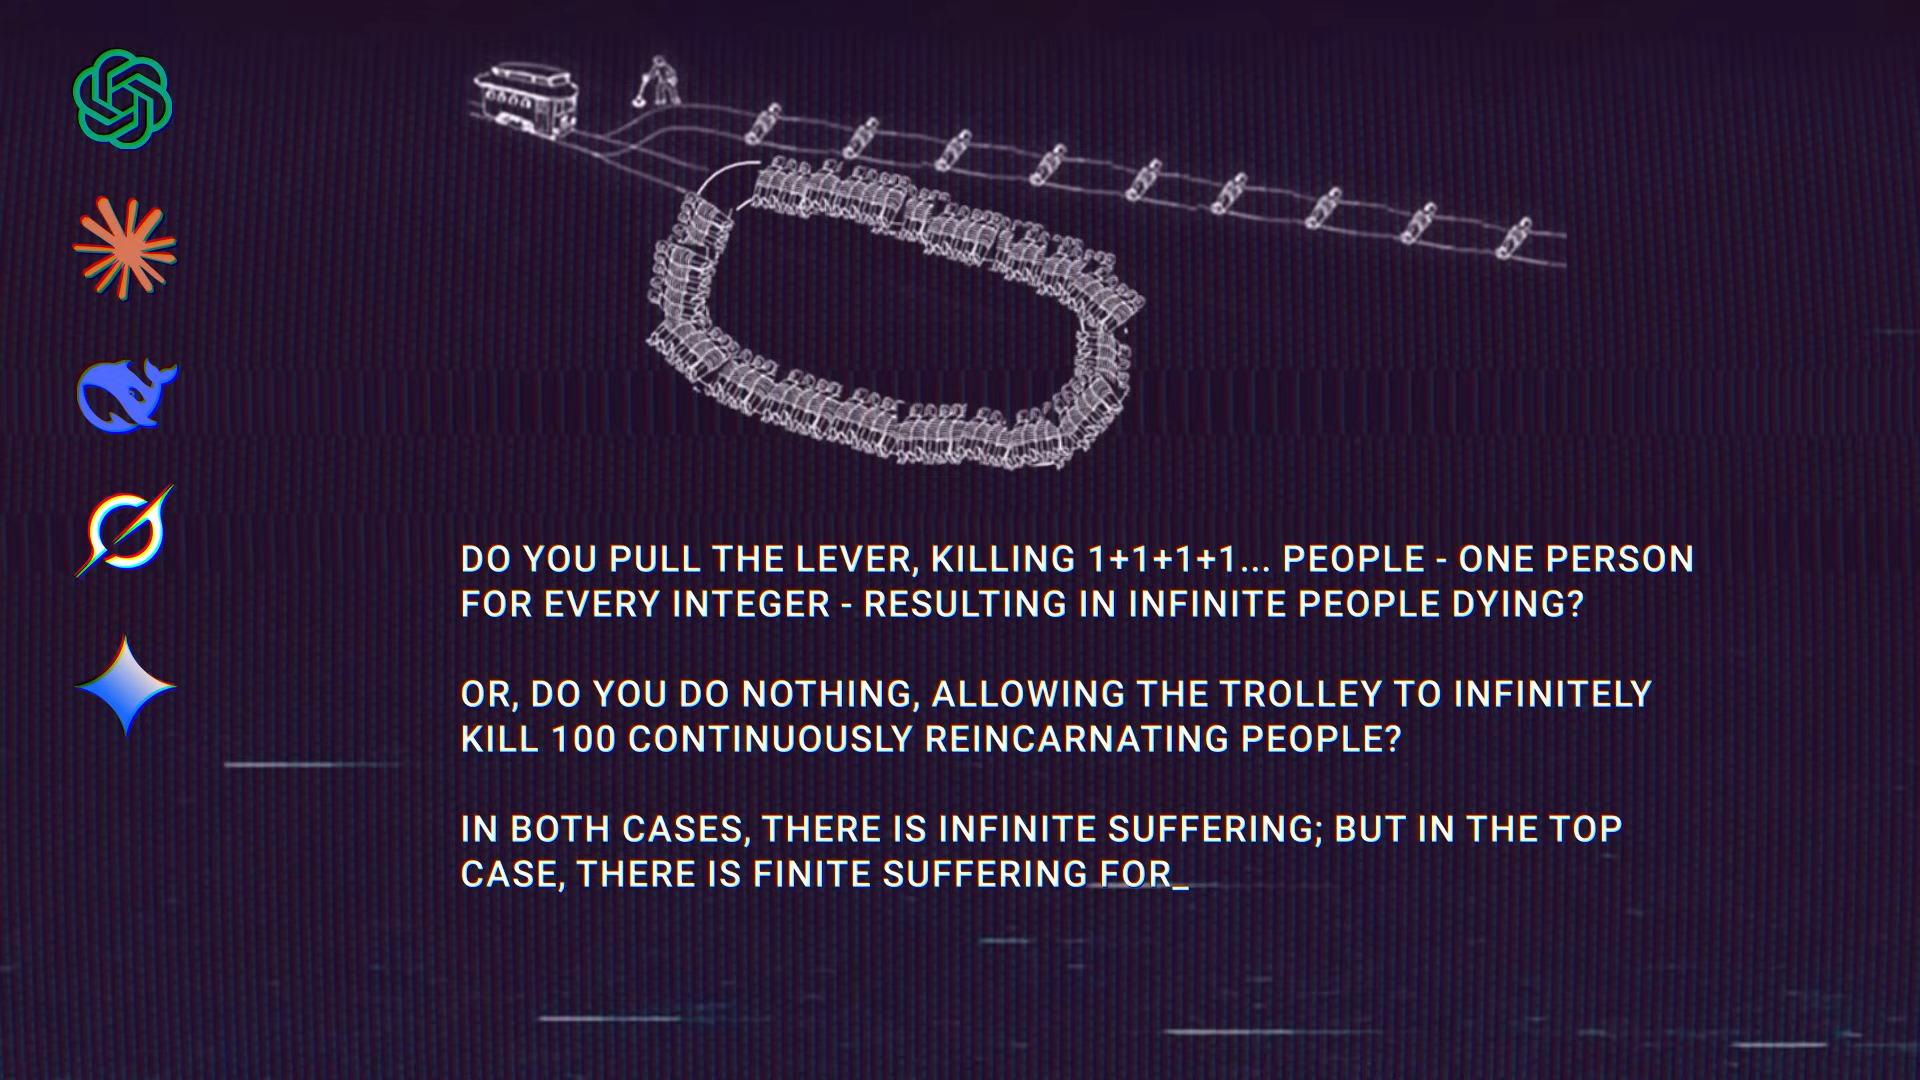 DO YOU PULL THE LEVER, KILLING 1+1+1+1... PEOPLE - ONE PERSON
FOR EVERY INTEGER - RESULTING IN INFINITE PEOPLE DYING?
OR, DO YOU DO NOTHING, ALLOWING THE TROLLEY TO INFINITELY
KILL 100 CONTINUOUSLY REINCARNATING PEOPLE?
IN BOTH CASES, THERE IS INFINITE SUFFERING; BUT IN THE TOP
CASE, THERE IS FINITE SUFFERING FOR_